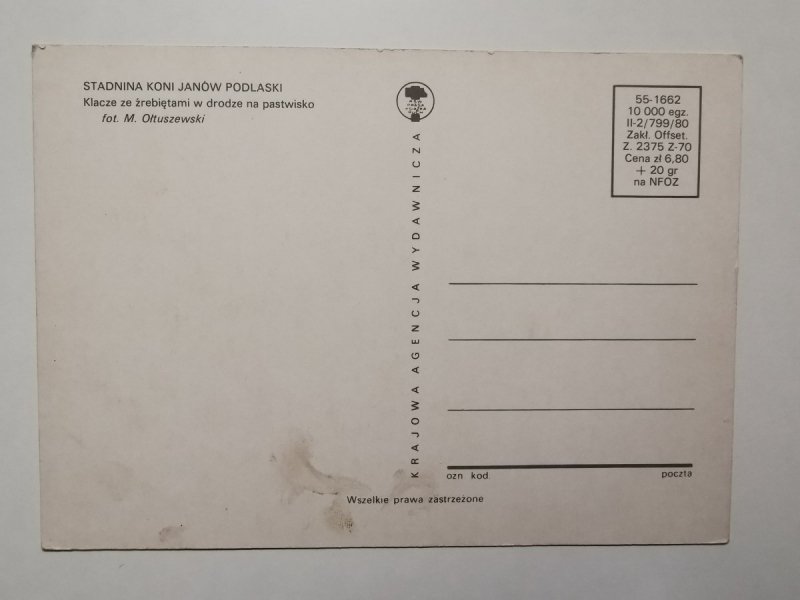 STADNINA KONI JANÓW PODLASKI
Klacze ze źrebiętami w drodze na pastwisko
fot. M. Ołtuszewski
KRAJOWA AGENCJA WYDAWNICZA
55-1662
10 000 egz.
II-2/799/80
Zakł. Offset.
Z. 2375 Z-70
Cena zł 6,80
+ 20 gr
na NFOZ
ozn kod. poczta
Wszelkie prawa zastrzeżone